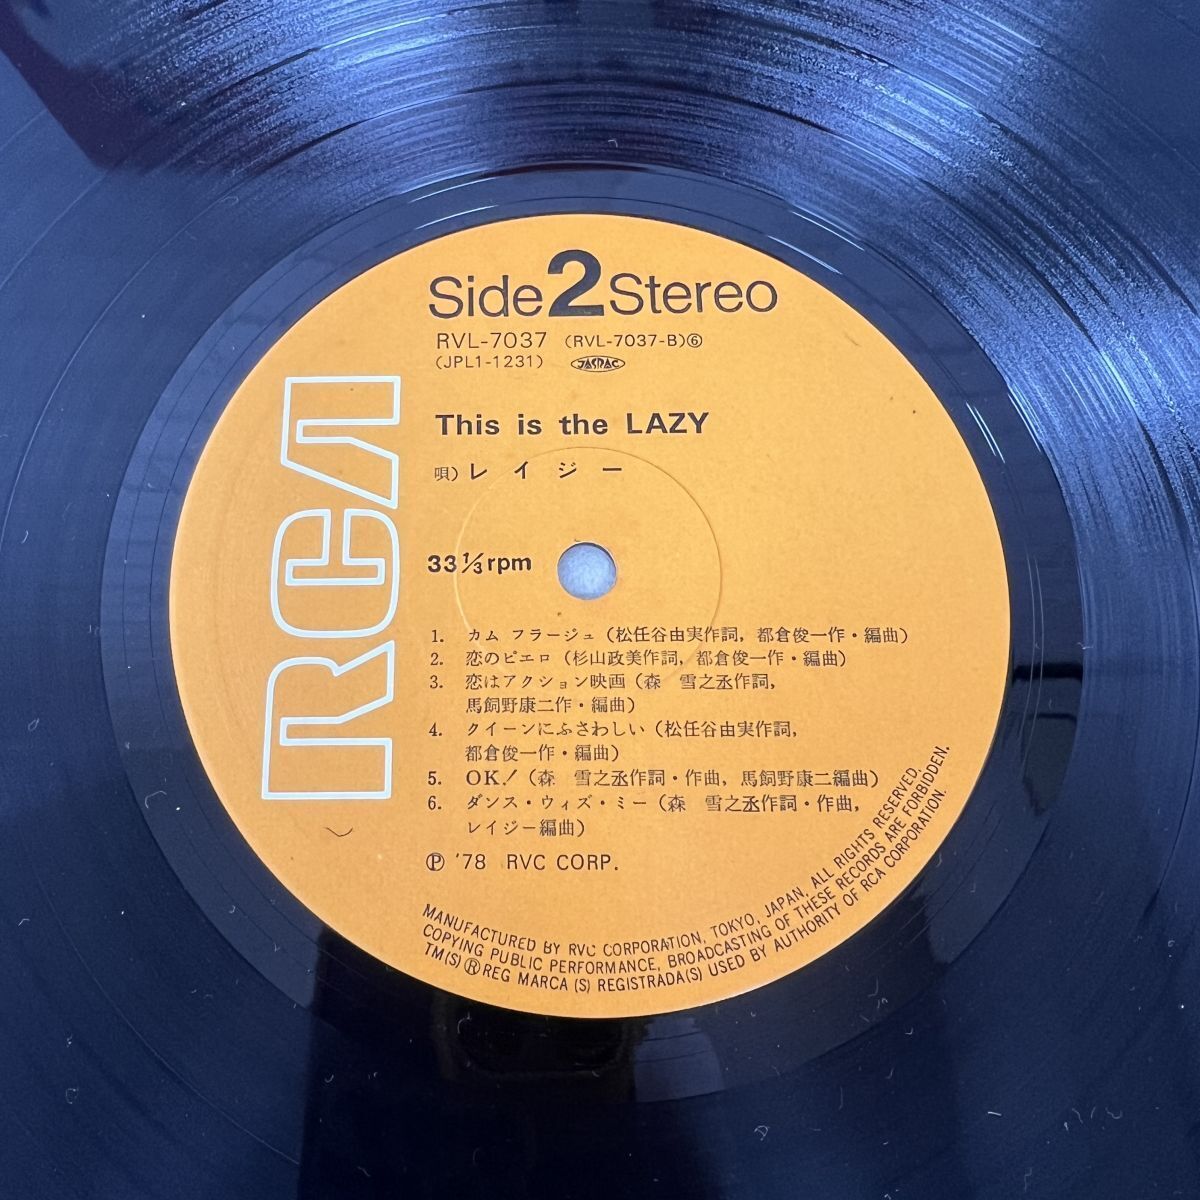 Side 2 Stereo
RVL-7037 (RVL-7037-B)⑥
(JPL1-1231) JASRAC
This is the LAZY
唄) レイジー
RCA
33 1/3 rpm
1. カム フラージュ (松任谷由実作詞, 都倉俊一作・編曲)
2. 恋のピエロ (杉山政美作詞, 都倉俊一作・編曲)
3. 恋はアクション映画 (森 雪之丞作詞,
馬飼野康二作・編曲)
4. クイーンにふさわしい (松任谷由実作詞,
都倉俊一作・編曲)
5. OK! (森 雪之丞作詞・作曲, 馬飼野康二編曲)
6. ダンス・ウィズ・ミー (森 雪之丞作詞・作曲,
レイジー編曲)
Ⓟ '78 RVC CORP.
MANUFACTURED BY RVC CORPORATION, TOKYO, JAPAN, ALL RIGHTS RESERVED.
COPYING PUBLIC PERFORMANCE, BROADCASTING OF THESE RECORDS ARE FORBIDDEN.
TM(S) ® REG MARCA (S) REGISTRADA(S) USED BY AUTHORITY OF RCA CORPORATION.